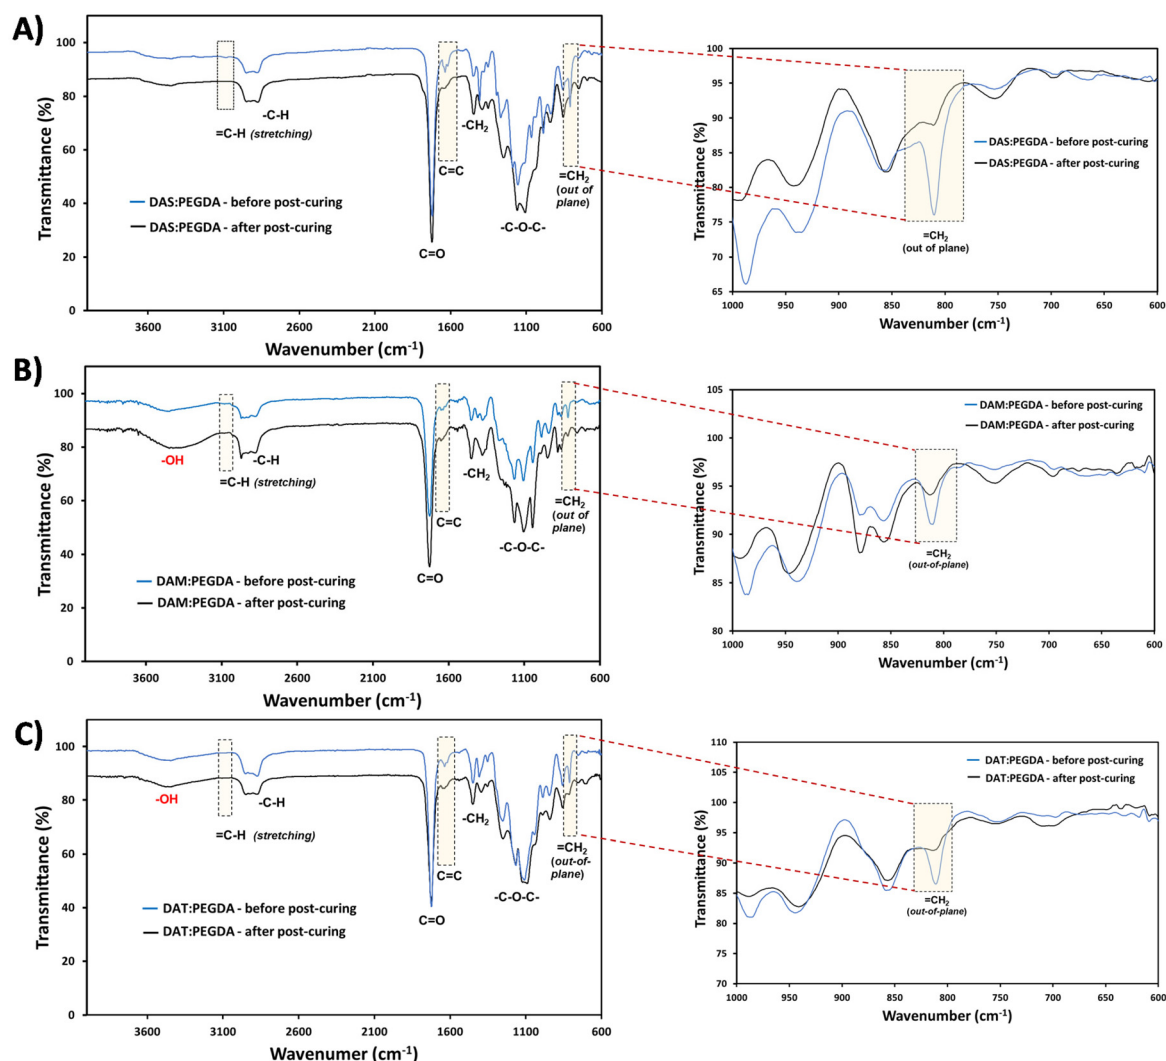 A)
100
80
60
40
20
0
Transmittance (%)
3600
3100
2600
2100
1600
1100
600
Wavenumber (cm-1)
=C-H (stretching)
-C-H
-CH2
C=C
=CH2
(out of
plane)
-C-O-C-
C=O
DAS:PEGDA - before post-curing
DAS:PEGDA - after post-curing
100
95
90
85
80
75
70
65
Transmittance (%)
1000
950
900
850
800
750
700
650
600
Wavenumber (cm-1)
DAS:PEGDA - before post-curing
DAS:PEGDA - after post-curing
=CH2
(out of plane)
B)
100
80
60
40
20
0
Transmittance (%)
3600
3100
2600
2100
1600
1100
600
Wavenumber (cm-1)
-OH
-C-H
=C-H (stretching)
-CH2
C=C
=CH2
(out of
plane)
-C-O-C-
C=O
DAM:PEGDA - before post-curing
DAM:PEGDA - after post-curing
105
100
95
90
85
80
Transmittance (%)
1000
950
900
850
800
750
700
650
600
Wavenumber (cm-1)
DAM:PEGDA - before post-curing
DAM:PEGDA - after post-curing
=CH2
(out-of-plane)
C)
100
80
60
40
20
0
Transmittance (%)
3600
3100
2600
2100
1600
1100
600
Wavenumer (cm-1)
-OH
-C-H
=C-H (stretching)
-CH2
C=C
=CH2
(out-of-
plane)
-C-O-C-
C=O
DAT:PEGDA - before post-curing
DAT:PEGDA - after post-curing
110
105
100
95
90
85
80
75
70
Transmittance (%)
1000
950
900
850
800
750
700
650
600
Wavenumber (cm-1)
DAT:PEGDA - before post-curing
DAT:PEGDA - after post-curing
=CH2
(out-of-plane)